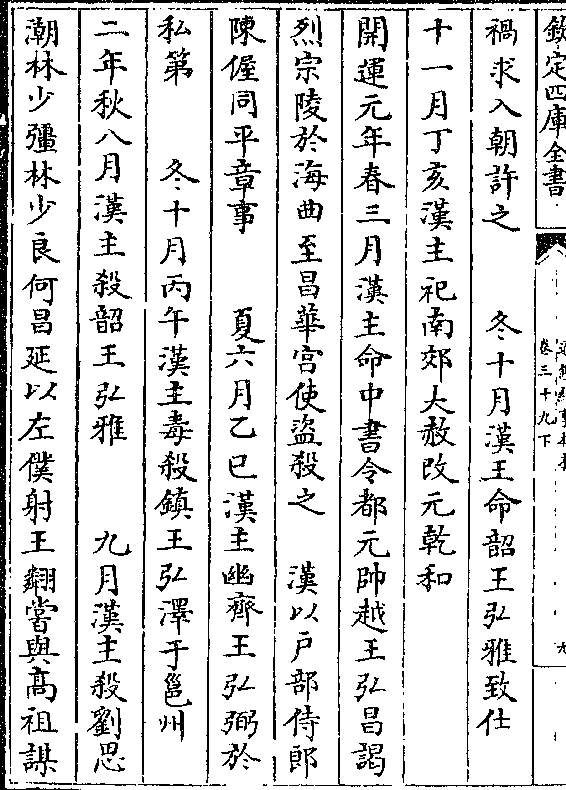 欽定四庫全書
卷三十九下
九
禍求入朝許之　　冬十月漢王命韶王弘雅致仕
十一月丁亥漢主祀南郊大赦改元乾和
開運元年春三月漢主命中書令都元帥越王弘昌謁
烈宗陵於海曲至昌華宫使盜殺之　　漢以戶部侍郎
陳偓同平章事　　夏六月乙巳漢主幽齊王弘弼於
私第　　冬十月丙午漢主毒殺鎮王弘澤于邕州
二年秋八月漢主殺韶王弘雅　　九月漢主殺劉思
潮林少彊林少良何昌延以左僕射王翷嘗與髙祖謀